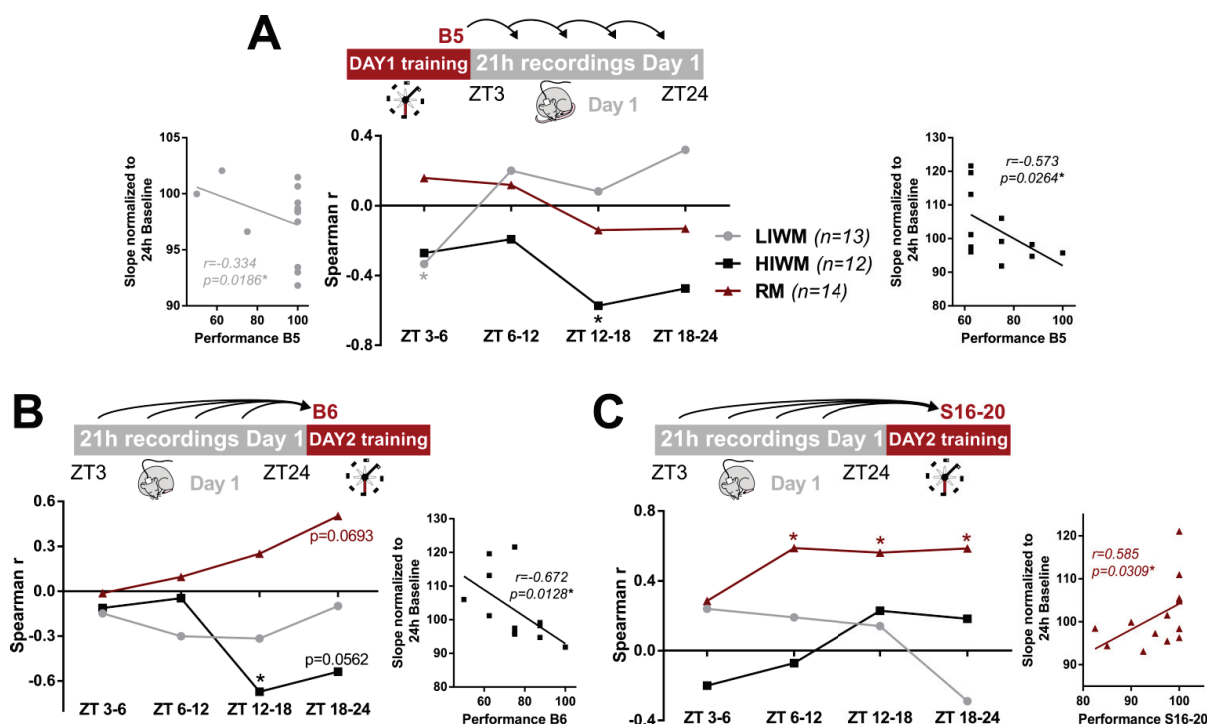 A
B5
DAY1 training
21h recordings Day 1
ZT3
Day 1
ZT24
Slope normalized to
24h Baseline
105
100
95
90
60
80
100
Performance B5
r=-0.334
p=0.0186*
Spearman r
0.4
0.0
-0.4
-0.8
*
*
ZT 3-6
ZT 6-12
ZT 12-18
ZT 18-24
LIWM (n=13)
HIWM (n=12)
RM (n=14)
Slope normalized to
24h Baseline
130
120
110
100
90
80
60
80
100
Performance B5
r=-0.573
p=0.0264*
B
B6
21h recordings Day 1
DAY2 training
ZT3
Day 1
ZT24
Spearman r
0.6
0.3
0.0
-0.3
-0.6
p=0.0693
p=0.0562
*
ZT 3-6
ZT 6-12
ZT 12-18
ZT 18-24
Slope normalized to
24h Baseline
130
120
110
100
90
80
60
80
100
Performance B6
r=-0.672
p=0.0128*
C
S16-20
21h recordings Day 1
DAY2 training
ZT3
Day 1
ZT24
Spearman r
0.8
0.4
0.0
-0.4
*
*
*
ZT 3-6
ZT 6-12
ZT 12-18
ZT 18-24
Slope normalized to
24h Baseline
130
120
110
100
90
80
90
100
Performance S16-20
r=0.585
p=0.0309*